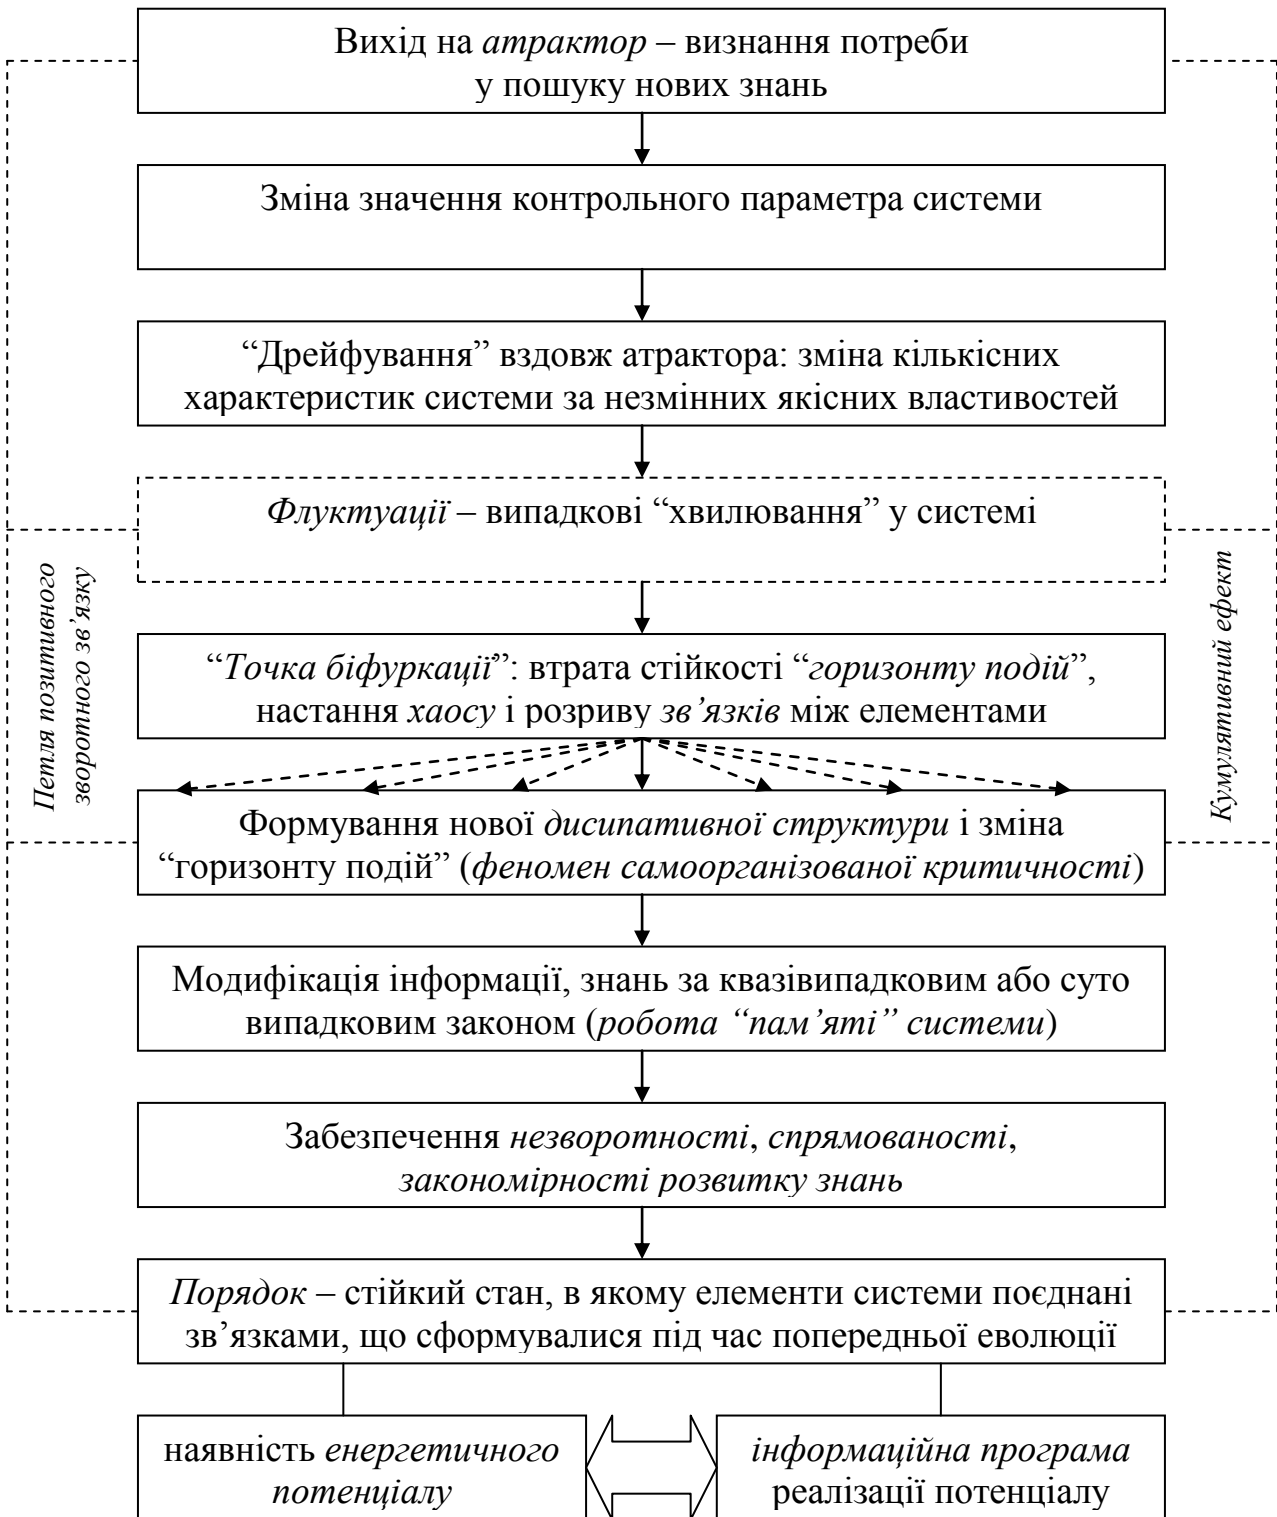 Вихід на атрактор – визнання потреби
у пошуку нових знань
Зміна значення контрольного параметра системи
“Дрейфування” вздовж атрактора: зміна кількісних
характеристик системи за незмінних якісних властивостей
Флуктуації – випадкові “хвилювання” у системі
Петля позитивного
зворотного зв’язку
Кумулятивний ефект
“Точка біфуркації”: втрата стійкості “горизонту подій”,
настання хаосу і розриву зв’язків між елементами
Формування нової дисипативної структури і зміна
“горизонту подій” (феномен самоорганізованої критичності)
Модифікація інформації, знань за квазівипадковим або суто
випадковим законом (робота “пам’яті” системи)
Забезпечення незворотності, спрямованості,
закономірності розвитку знань
Порядок – стійкий стан, в якому елементи системи поєднані
зв’язками, що сформувалися під час попередньої еволюції
наявність енергетичного
потенціалу
інформаційна програма
реалізації потенціалу